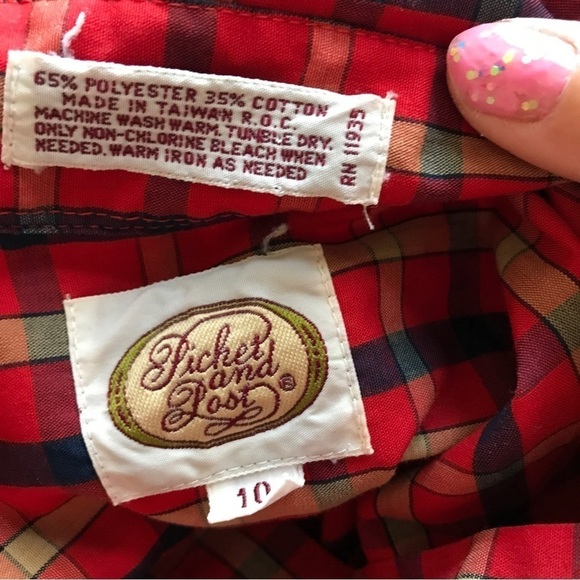 65% POLYESTER 35% COTTON
MADE IN TAIWAN R.O.C.
MACHINE WASH WARM. TUMBLE DRY.
ONLY NON-CHLORINE BLEACH WHEN
NEEDED. WARM IRON AS NEEDED
RN 11935
Picket
and
Post ®
10